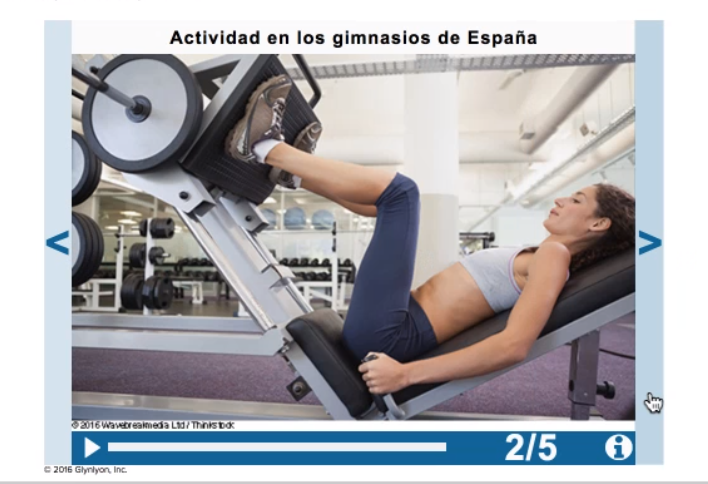 Actividad en los gimnasios de España
<
>
© 2016 Wavebreakmedia Ltd / Thinkstock
2/5
i
© 2016 Glynlyon, Inc.